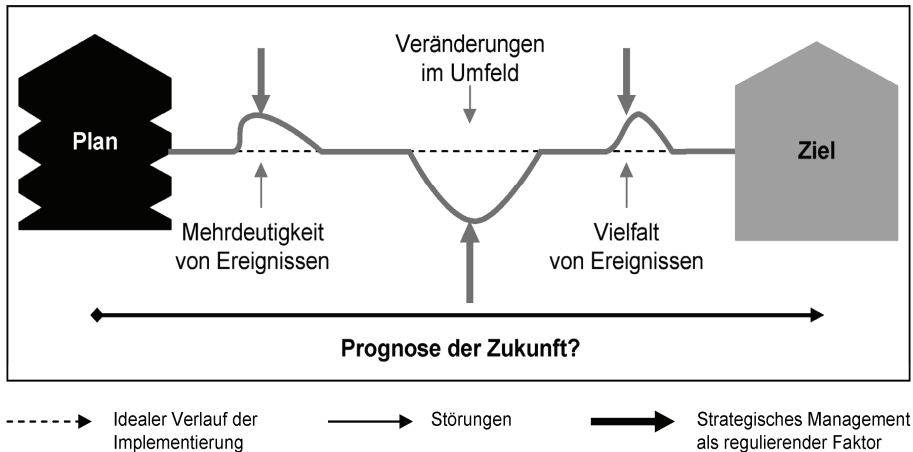 Veränderungen
im Umfeld
Plan
Ziel
Mehrdeutigkeit
von Ereignissen
Vielfalt
von Ereignissen
Prognose der Zukunft?
Idealer Verlauf der
Implementierung
Störungen
Strategisches Management
als regulierender Faktor